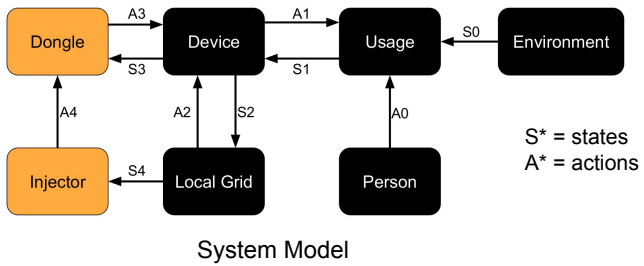 A3
A1
S0
Dongle
Device
Usage
Environment
S3
S1
A4
A2
S2
A0
S* = states
A* = actions
Injector
S4
Local Grid
Person
System Model